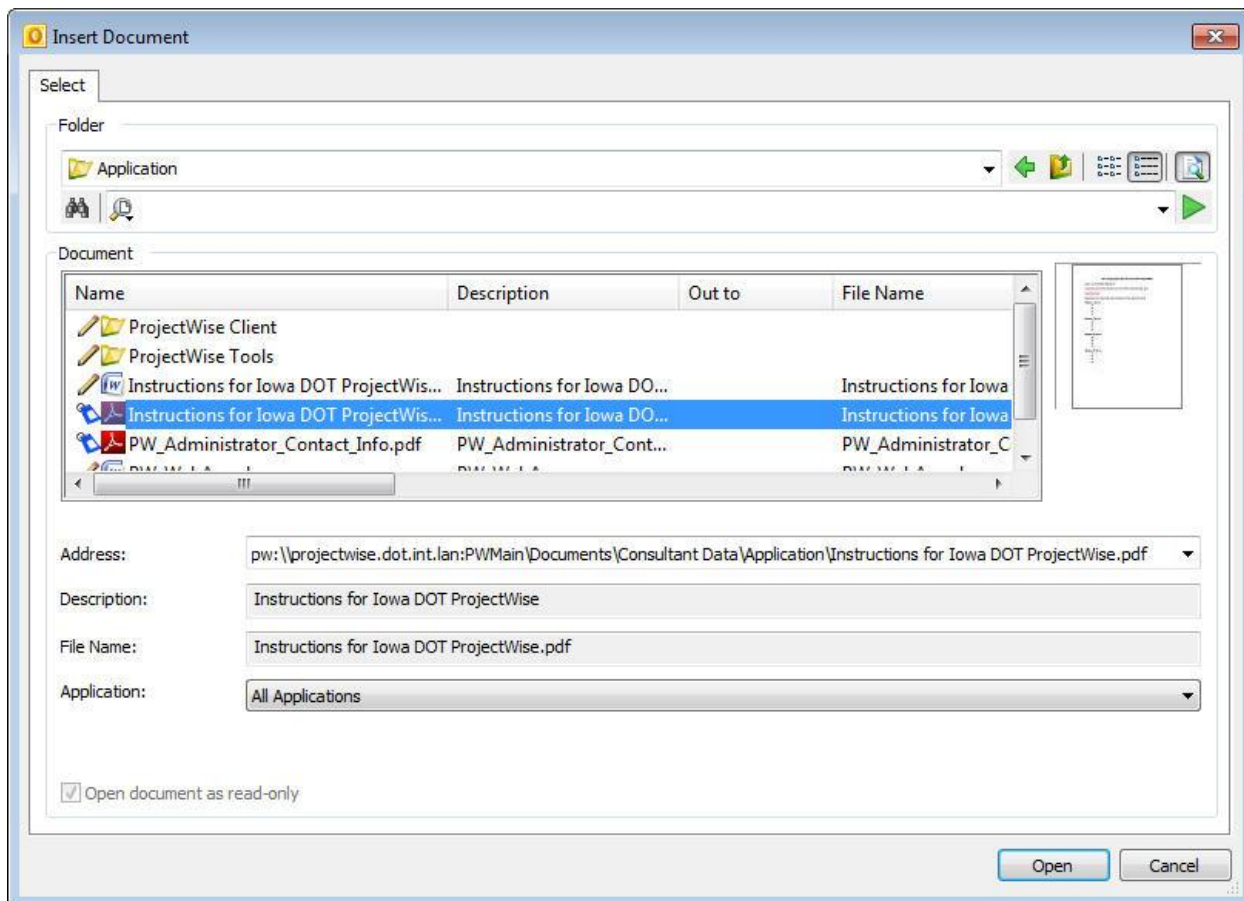 Insert Document
Select
Folder
Application
Document
Name Description Out to File Name
ProjectWise Client
ProjectWise Tools
Instructions for Iowa DOT ProjectWis... Instructions for Iowa DO... Instructions for Iowa
Instructions for Iowa DOT ProjectWis... Instructions for Iowa DO... Instructions for Iowa
PW_Administrator_Contact_Info.pdf PW_Administrator_Cont... PW_Administrator_C
Address: pw:\\projectwise.dot.int.lan:PWMain\Documents\Consultant Data\Application\Instructions for Iowa DOT ProjectWise.pdf
Description: Instructions for Iowa DOT ProjectWise
File Name: Instructions for Iowa DOT ProjectWise.pdf
Application: All Applications
Open document as read-only
Open Cancel